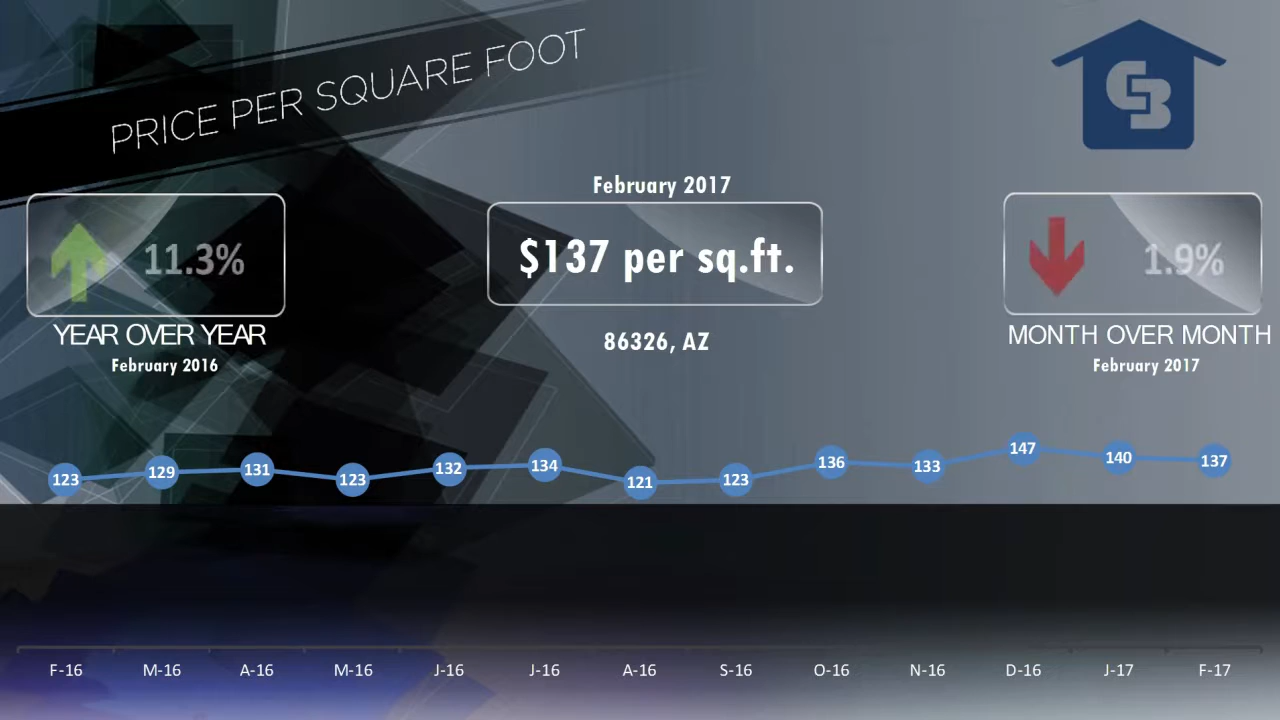 PRICE PER SQUARE FOOT
CB
February 2017
11.3%
$137 per sq.ft.
1.9%
YEAR OVER YEAR
86326, AZ
MONTH OVER MONTH
February 2016
February 2017
123 129 131 123 132 134 121 123 136 133 147 140 137
F-16 M-16 A-16 M-16 J-16 J-16 A-16 S-16 O-16 N-16 D-16 J-17 F-17